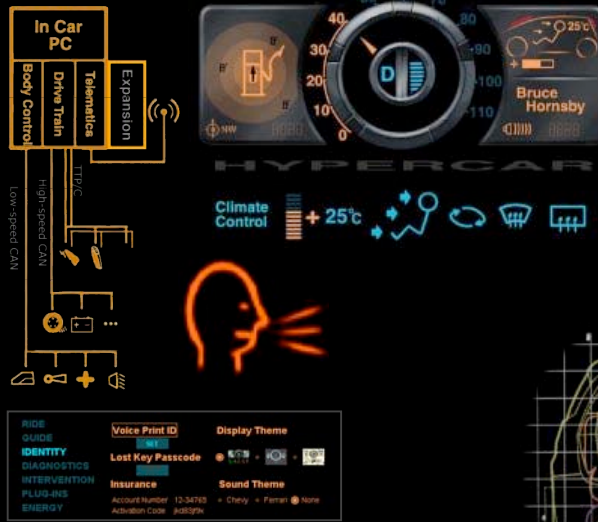 In Car
PC
Body Control
Drive Train
Telematics
Expansion
Low-speed CAN
High-speed CAN
TTP/C
40
30
20
10
0
80
90
100
110
D
NW
25°c
Bruce
Hornsby
HYPERCAR
Climate
Control
+ 25°c
RIDE
GUIDE
IDENTITY
DIAGNOSTICS
INTERVENTION
PLUG-INS
ENERGY
Voice Print ID
Lost Key Passcode
Insurance
Account Number 12-34765
Activation Code
Display Theme
Sound Theme
Chevy Ferrari None